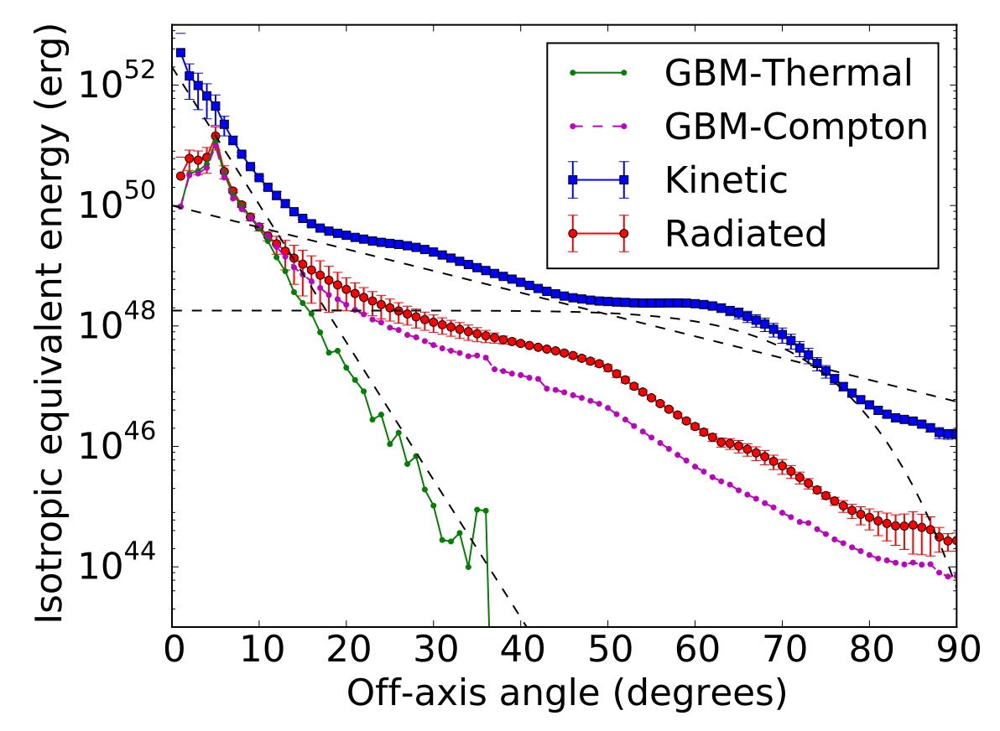 Isotropic equivalent energy (erg)
10^52
10^50
10^48
10^46
10^44
GBM-Thermal
GBM-Compton
Kinetic
Radiated
0 10 20 30 40 50 60 70 80 90
Off-axis angle (degrees)